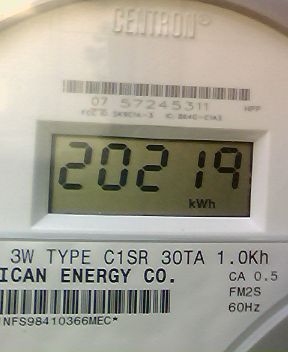 CENTRON®
07 57245311 HPP
20219
kWh
3W TYPE C1SR 30TA 1.0Kh
ICAN ENERGY CO. CA 0.5
FM2S
NFS98410366MEC* 60Hz